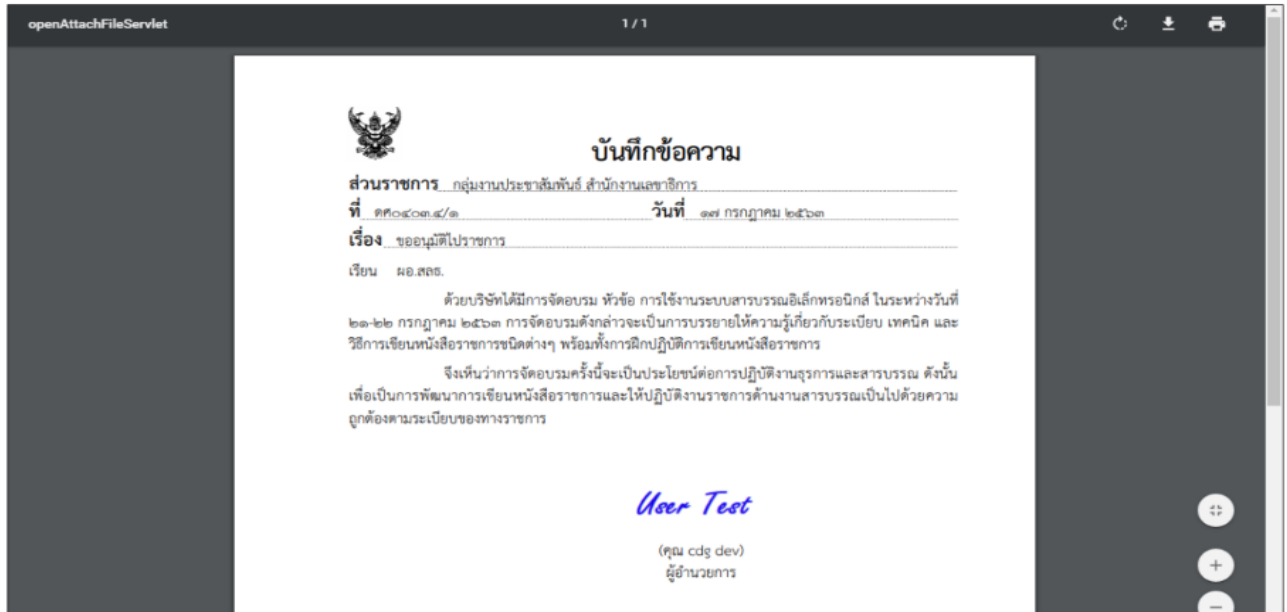 openAttachFileServlet 1 / 1
บันทึกข้อความ
ส่วนราชการ กลุ่มงานประชาสัมพันธ์ สำนักงานเลขาธิการ
ที่ ดศ๐๔๐๓.๔/๑ วันที่ ๑๗ กรกฎาคม ๒๕๖๓
เรื่อง ขออนุมัติไปราชการ
เรียน ผอ.สลธ.
ด้วยบริษัทได้มีการจัดอบรม หัวข้อ การใช้งานระบบสารบรรณอิเล็กทรอนิกส์ ในระหว่างวันที่
๒๑-๒๒ กรกฎาคม ๒๕๖๓ การจัดอบรมดังกล่าวจะเป็นการบรรยายให้ความรู้เกี่ยวกับระเบียบ เทคนิค และ
วิธีการเขียนหนังสือราชการชนิดต่างๆ พร้อมทั้งการฝึกปฏิบัติการเขียนหนังสือราชการ
จึงเห็นว่าการจัดอบรมครั้งนี้จะเป็นประโยชน์ต่อการปฏิบัติงานธุรการและสารบรรณ ดังนั้น
เพื่อเป็นการพัฒนาการเขียนหนังสือราชการและให้ปฏิบัติงานราชการด้านงานสารบรรณเป็นไปด้วยความ
ถูกต้องตามระเบียบของทางราชการ
User Test
(คุณ cdg dev)
ผู้อำนวยการ